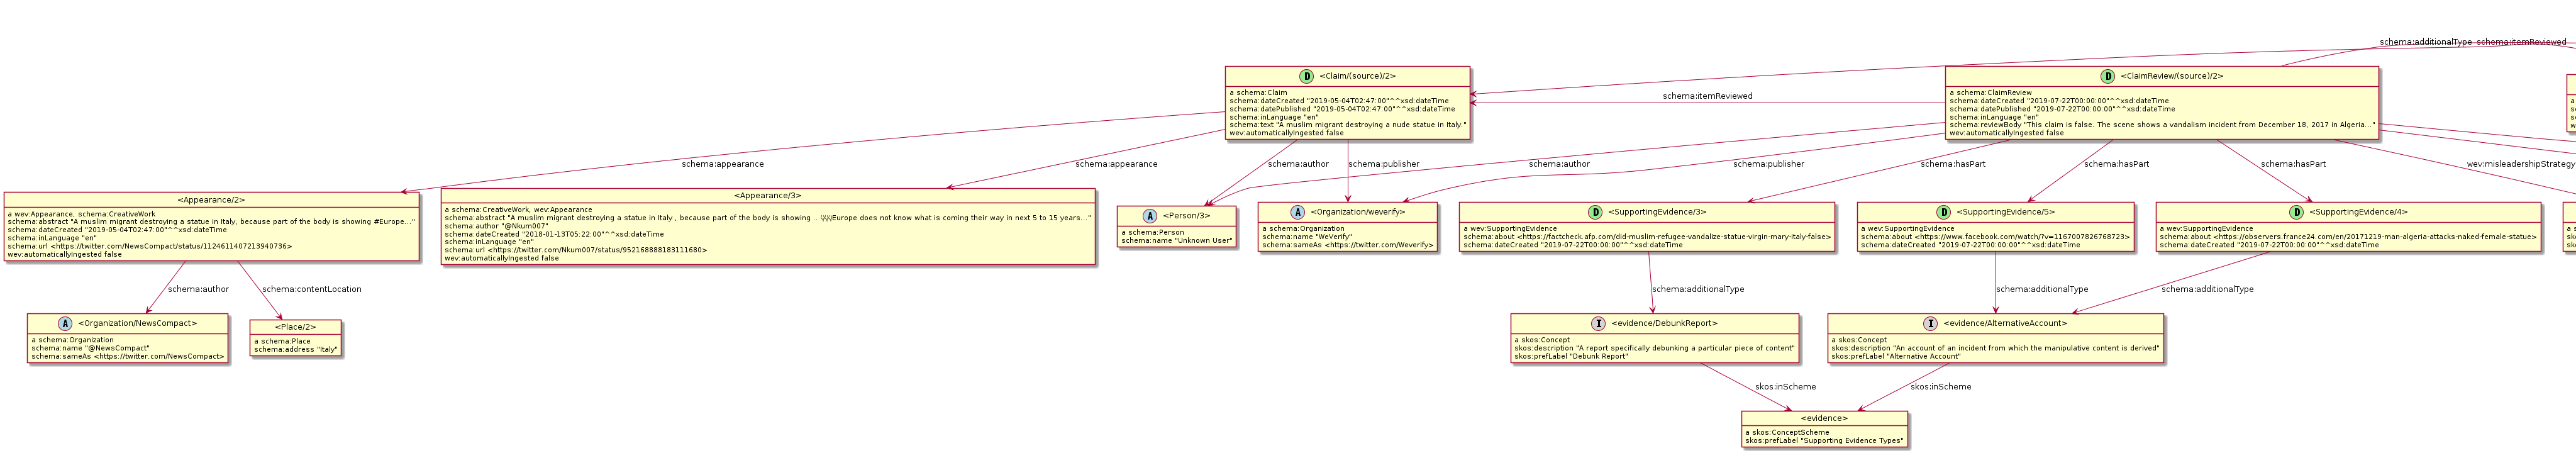 schema:additionalType schema:itemReviewed
D <Claim/(source)/2>
a schema:Claim
schema:dateCreated "2019-05-04T02:47:00"^^xsd:dateTime
schema:datePublished "2019-05-04T02:47:00"^^xsd:dateTime
schema:inLanguage "en"
schema:text "A muslim migrant destroying a nude statue in Italy."
wev:automaticallyIngested false
schema:itemReviewed
D <ClaimReview/(source)/2>
a schema:ClaimReview
schema:dateCreated "2019-07-22T00:00:00"^^xsd:dateTime
schema:datePublished "2019-07-22T00:00:00"^^xsd:dateTime
schema:inLanguage "en"
schema:reviewBody "This claim is false. The scene shows a vandalism incident from December 18, 2017 in Algeria..."
wev:automaticallyIngested false
schema:appearance
schema:appearance
schema:author
schema:publisher
schema:author
schema:publisher
schema:hasPart
schema:hasPart
schema:hasPart
wev:misleadershipStrategy
<Appearance/2>
a wev:Appearance, schema:CreativeWork
schema:abstract "A muslim migrant destroying a statue in Italy, because part of the body is showing #Europe..."
schema:dateCreated "2019-05-04T02:47:00"^^xsd:dateTime
schema:inLanguage "en"
schema:url <https://twitter.com/NewsCompact/status/1124611407213940736>
wev:automaticallyIngested false
<Appearance/3>
a schema:CreativeWork, wev:Appearance
schema:abstract "A muslim migrant destroying a statue in Italy , because part of the body is showing .. Europe does not know what is coming their way in next 5 to 15 years..."
schema:author "@Nkum007"
schema:dateCreated "2018-01-13T05:22:00"^^xsd:dateTime
schema:inLanguage "en"
schema:url <https://twitter.com/Nkum007/status/952168888183111680>
wev:automaticallyIngested false
A <Person/3>
a schema:Person
schema:name "Unknown User"
A <Organization/weverify>
a schema:Organization
schema:name "WeVerify"
schema:sameAs <https://twitter.com/Weverify>
D <SupportingEvidence/3>
a wev:SupportingEvidence
schema:about <https://factcheck.afp.com/did-muslim-refugee-vandalize-statue-virgin-mary-italy-false>
schema:dateCreated "2019-07-22T00:00:00"^^xsd:dateTime
D <SupportingEvidence/5>
a wev:SupportingEvidence
schema:about <https://www.facebook.com/watch/?v=1167007826768723>
schema:dateCreated "2019-07-22T00:00:00"^^xsd:dateTime
D <SupportingEvidence/4>
a wev:SupportingEvidence
schema:about <https://observers.france24.com/en/20171219-man-algeria-attacks-naked-female-statue>
schema:dateCreated "2019-07-22T00:00:00"^^xsd:dateTime
schema:author
schema:contentLocation
schema:additionalType
schema:additionalType
schema:additionalType
A <Organization/NewsCompact>
a schema:Organization
schema:name "@NewsCompact"
schema:sameAs <https://twitter.com/NewsCompact>
<Place/2>
a schema:Place
schema:address "Italy"
I <evidence/DebunkReport>
a skos:Concept
skos:description "A report specifically debunking a particular piece of content"
skos:prefLabel "Debunk Report"
I <evidence/AlternativeAccount>
a skos:Concept
skos:description "An account of an incident from which the manipulative content is derived"
skos:prefLabel "Alternative Account"
skos:inScheme
skos:inScheme
<evidence>
a skos:ConceptScheme
skos:prefLabel "Supporting Evidence Types"